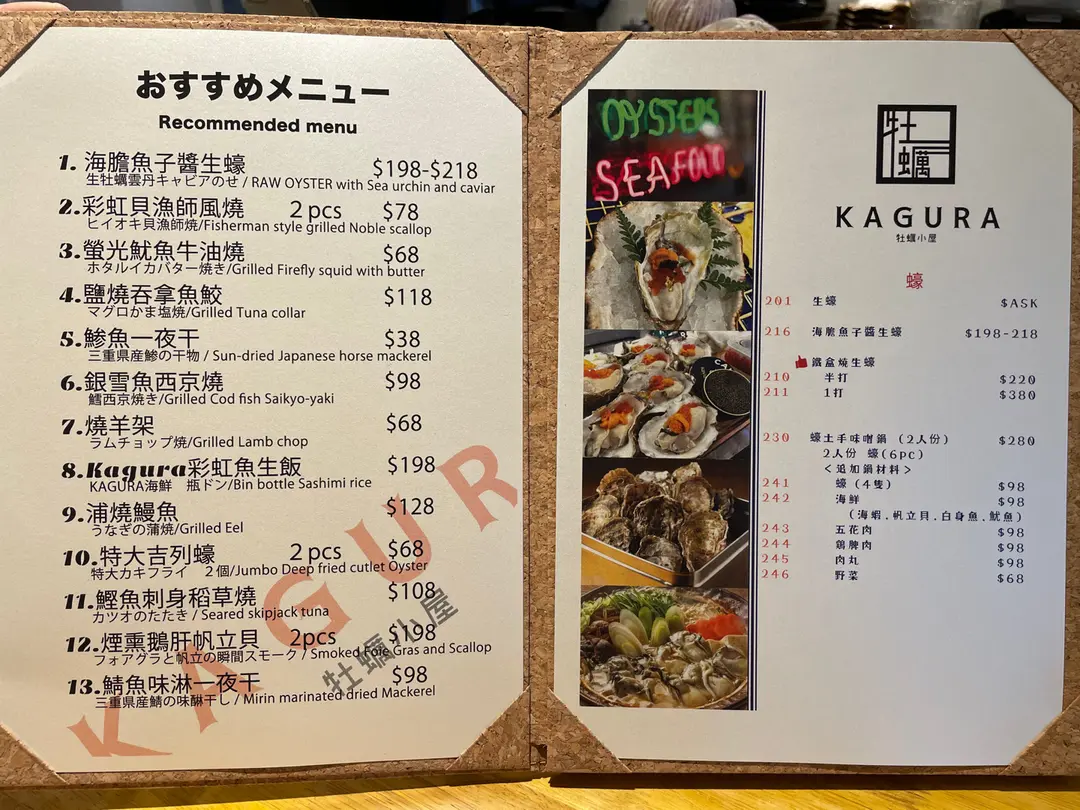 おすすめメニュー
Recommended menu
1. 海膽魚子醬生蠔 $198-$218
生牡蠣雲丹キャビアのせ / RAW OYSTER with Sea urchin and caviar
2.彩虹貝漁師風燒 2 pcs $78
ヒイオキ貝漁師焼/Fisherman style grilled Noble scallop
3.螢光魷魚牛油燒 $68
ホタルイカバター焼き/Grilled Firefly squid with butter
4.鹽燒吞拿魚鮫 $118
マグロかま塩焼/Grilled Tuna collar
5.鰺魚一夜干 $38
三重県産鯵の干物 / Sun-dried Japanese horse mackerel
6.銀雪魚西京燒 $98
鱈西京焼き/Grilled Cod fish Saikyo-yaki
7.燒羊架 $68
ラムチョップ焼/Grilled Lamb chop
8.Kagura彩虹魚生飯 $198
KAGURA海鮮 瓶ドン/Bin bottle Sashimi rice
9.蒲燒鰻魚 $128
うなぎの蒲焼/Grilled Eel
10.特大吉列蠔 2 pcs $68
特大カキフライ 2個/Jumbo Deep fried cutlet Oyster
11.鰹魚刺身稻草燒 $108
カツオのたたき / Seared skipjack tuna
12.煙熏鵝肝帆立貝 2pcs $198
フォアグラと帆立の瞬間スモーク / Smoked Foie Gras and Scallop
13.鯖魚味淋一夜干 $98
三重県産鯖の味醂干し / Mirin marinated dried Mackerel
KAGURA
牡蠣小屋
OYSTERS
SEAFOOD
牡蠣
KAGURA
牡蠣小屋
蠔
201 生蠔 $ASK
216 海脆魚子醬生蠔 $198-218
鐵盒燒生蠔
210 半打 $220
211 1打 $380
230 蠔土手味噌鍋 (2人份) $280
2人份 蠔(6pc)
<追加鍋材料>
241 蠔 (4隻) $98
242 海鮮 $98
(海蝦.帆立貝.白身魚.魷魚)
243 五花肉 $98
244 鶏脾肉 $98
245 肉丸 $98
246 野菜 $68